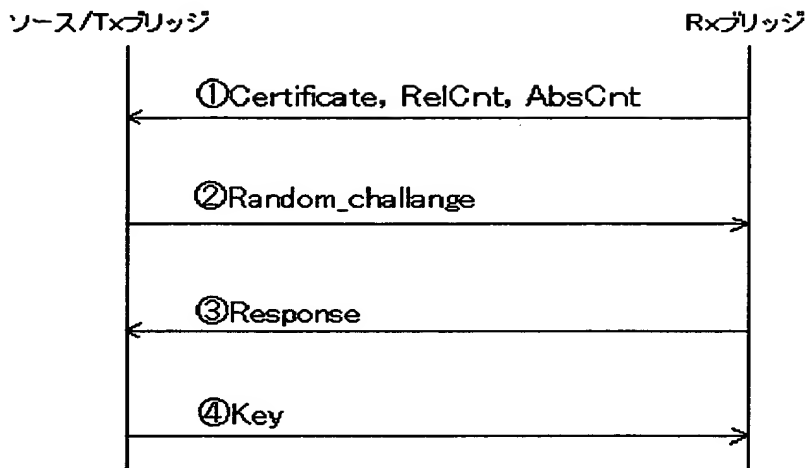 ソース/Txブリッジ
Rxブリッジ
①Certificate, RelCnt, AbsCnt
②Random_challange
③Response
④Key